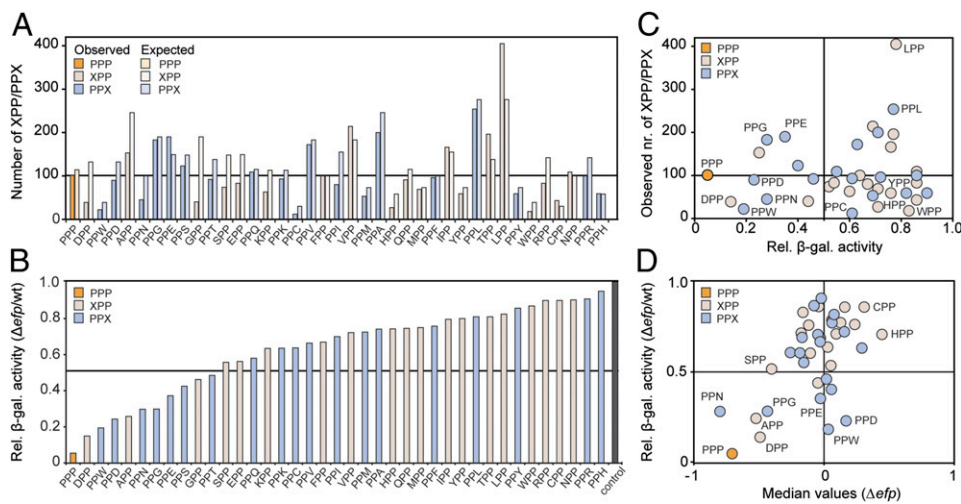 A
Number of XPP/PPX
400
300
200
100
0
Observed Expected
PPP PPP
XPP XPP
PPX PPX
PPP DPP PPW PPD APP PPN PPG PPE PPS GPP PPT SPP EPP PPQ KPP PPK PPC PPV FPP PPI VPP PPM PPA HPP QPP MPP PPF IPP YPP PPL TPP LPP PPY WPP RPP CPP NPP PPR PPH
B
Rel. β-gal. activity (Δefp/wt)
1.0
0.8
0.6
0.4
0.2
0.0
PPP
XPP
PPX
PPP DPP PPW PPD APP PPN PPG PPE PPS GPP PPT SPP EPP PPQ KPP PPK PPC PPV FPP PPI VPP PPM PPA HPP QPP MPP PPF IPP YPP PPL TPP LPP PPY WPP RPP CPP NPP PPR PPH control
C
Observed nr. of XPP/PPX
400
300
200
100
0
PPP
XPP
PPX
LPP
PPL
PPE
PPG
PPP
PPD
YPP
DPP
PPN
PPC
HPP
PPW
WPP
0 0.2 0.4 0.6 0.8 1.0
Rel. β-gal. activity
D
Rel. β-gal. activity (Δefp/wt)
1.0
0.5
0.0
PPP
XPP
PPX
CPP
HPP
SPP
PPN
PPG
PPE
PPD
APP
PPW
DPP
PPP
-1 0 1
Median values (Δefp)